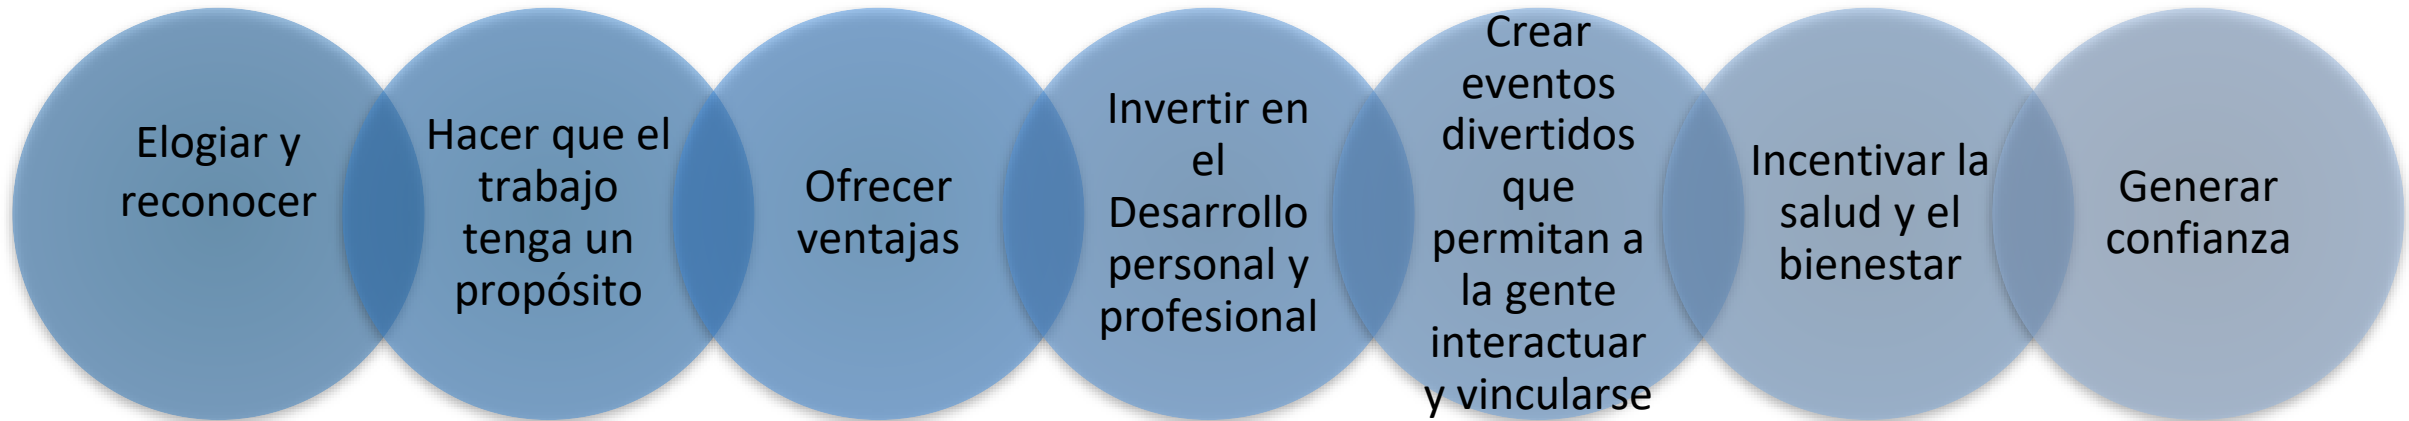 Elogiar y
reconocer
Hacer que el
trabajo
tenga un
propósito
Ofrecer
ventajas
Invertir en
el
Desarrollo
personal y
profesional
Crear
eventos
divertidos
que
permitan a
la gente
interactuar
y vincularse
Incentivar la
salud y el
bienestar
Generar
confianza